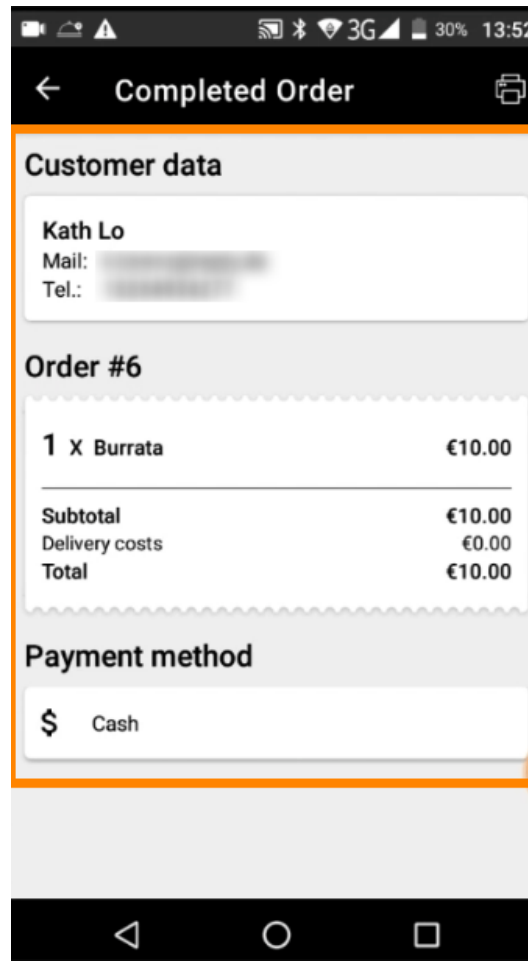 3G 30% 13:52
Completed Order
Customer data
Kath Lo
Mail:
Tel.:
Order #6
1 X Burrata €10.00
Subtotal €10.00
Delivery costs €0.00
Total €10.00
Payment method
$ Cash